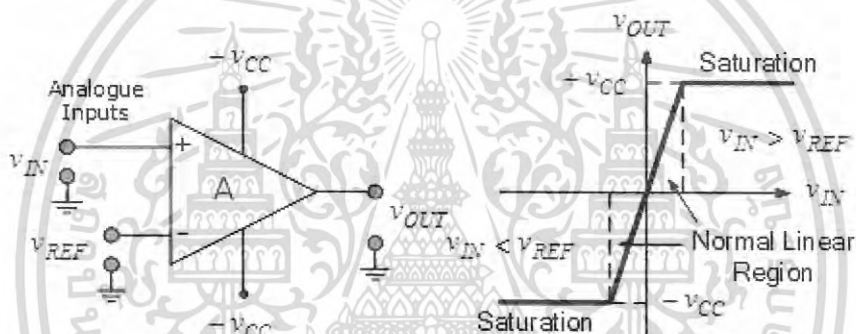 Analogue
Inputs
+vCC
vIN
+
A
-
vREF
vOUT
-vCC
vOUT
+vCC
Saturation
vIN > vREF
vIN
vIN < vREF
Normal Linear
Region
-vCC
Saturation